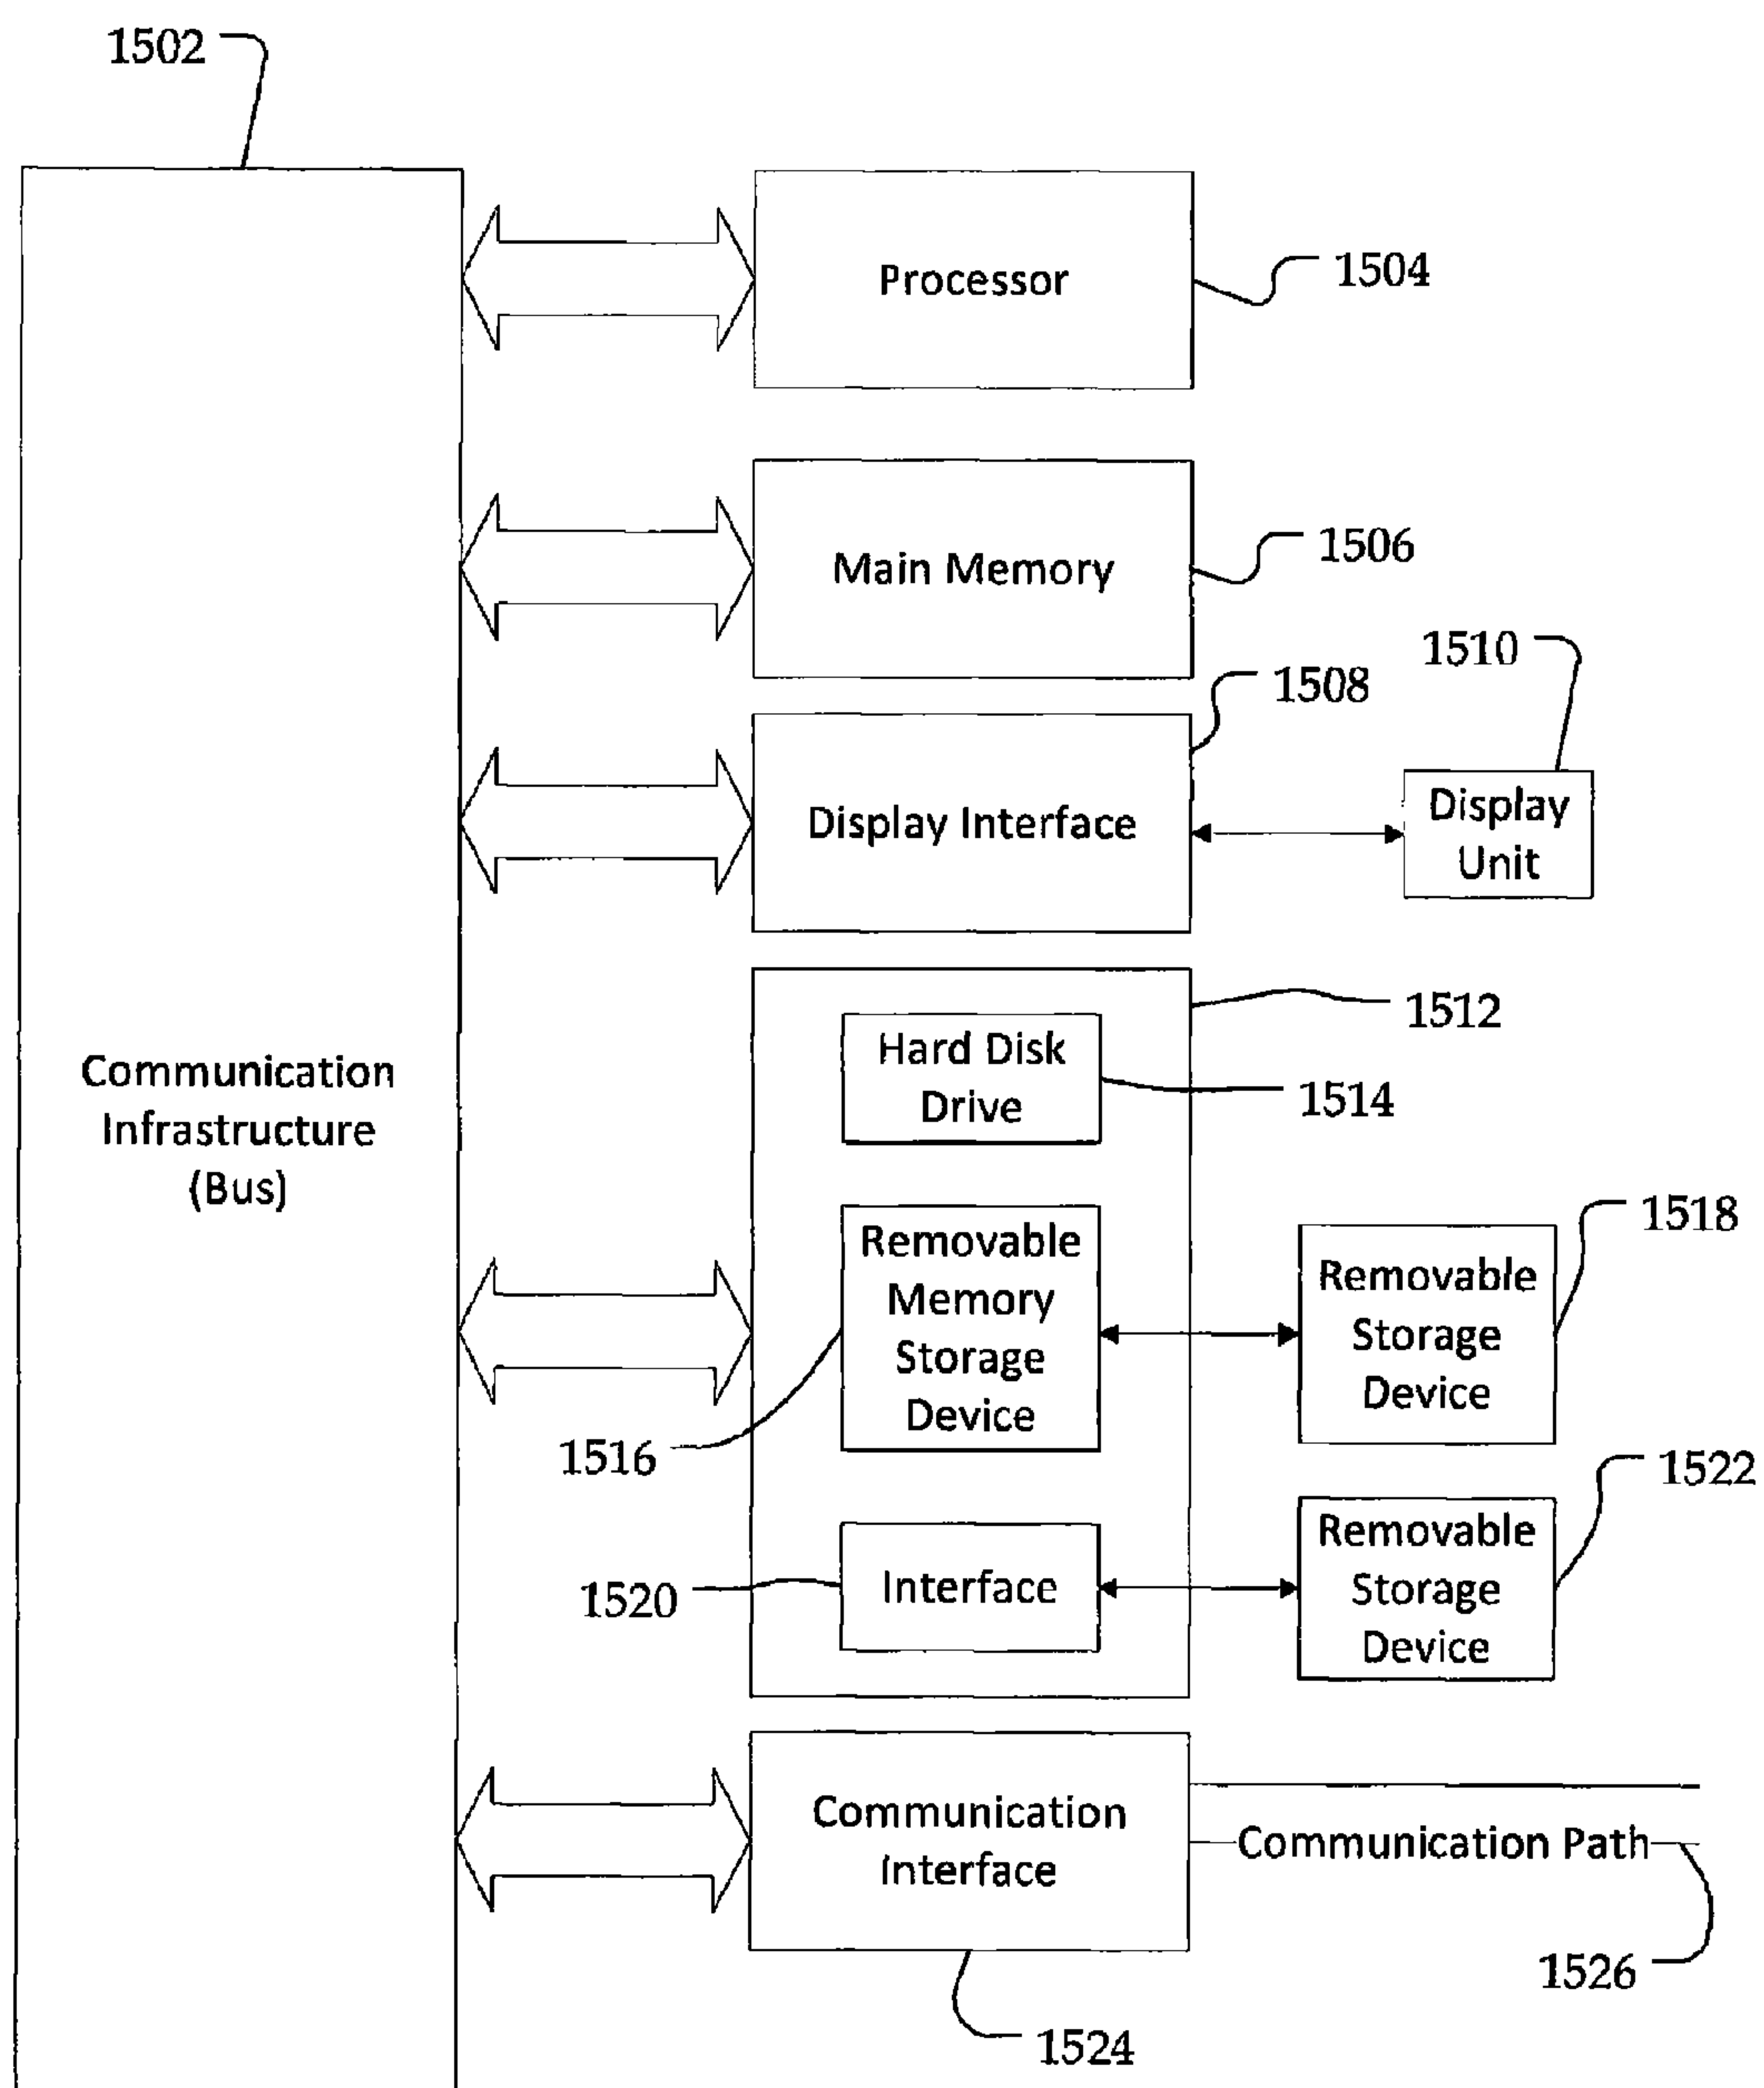 1502
Processor
1504
Main Memory
1506
1508
1510
Display Interface
Display
Unit
1512
Hard Disk
Drive
1514
Communication
Infrastructure
(Bus)
Removable
Memory
Storage
Device
1516
1518
Removable
Storage
Device
1520
Interface
1522
Removable
Storage
Device
Communication
Interface
Communication Path
1526
1524